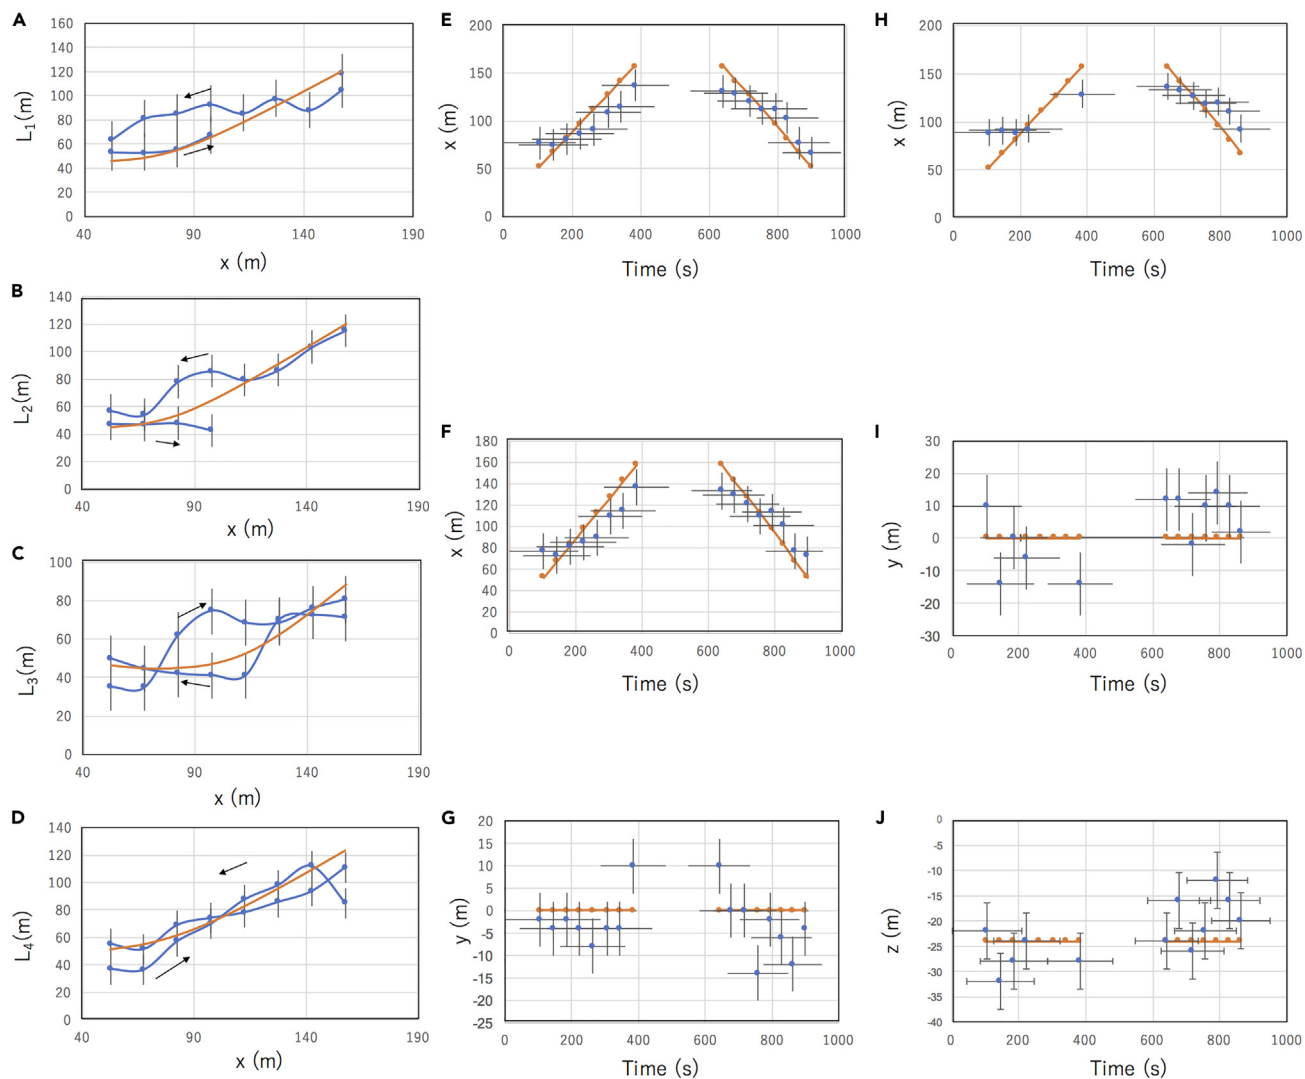 A
160
140
120
100
80
60
40
20
0
40 90 140 190
L1(m)
x (m)
B
140
120
100
80
60
40
20
0
40 90 140 190
L2(m)
x (m)
C
100
80
60
40
20
0
40 90 140 190
L3(m)
x (m)
D
140
120
100
80
60
40
20
0
40 90 140 190
L4(m)
x (m)
E
200
150
100
50
0
0 200 400 600 800 1000
x (m)
Time (s)
F
180
160
140
120
100
80
60
40
20
0
0 200 400 600 800 1000
x (m)
Time (s)
G
20
15
10
5
0
-5
-10
-15
-20
-25
0 200 400 600 800 1000
y (m)
Time (s)
H
200
150
100
50
0
0 200 400 600 800 1000
x (m)
Time (s)
I
30
20
10
0
-10
-20
-30
0 200 400 600 800 1000
y (m)
Time (s)
J
0
-5
-10
-15
-20
-25
-30
-35
-40
0 200 400 600 800 1000
z (m)
Time (s)